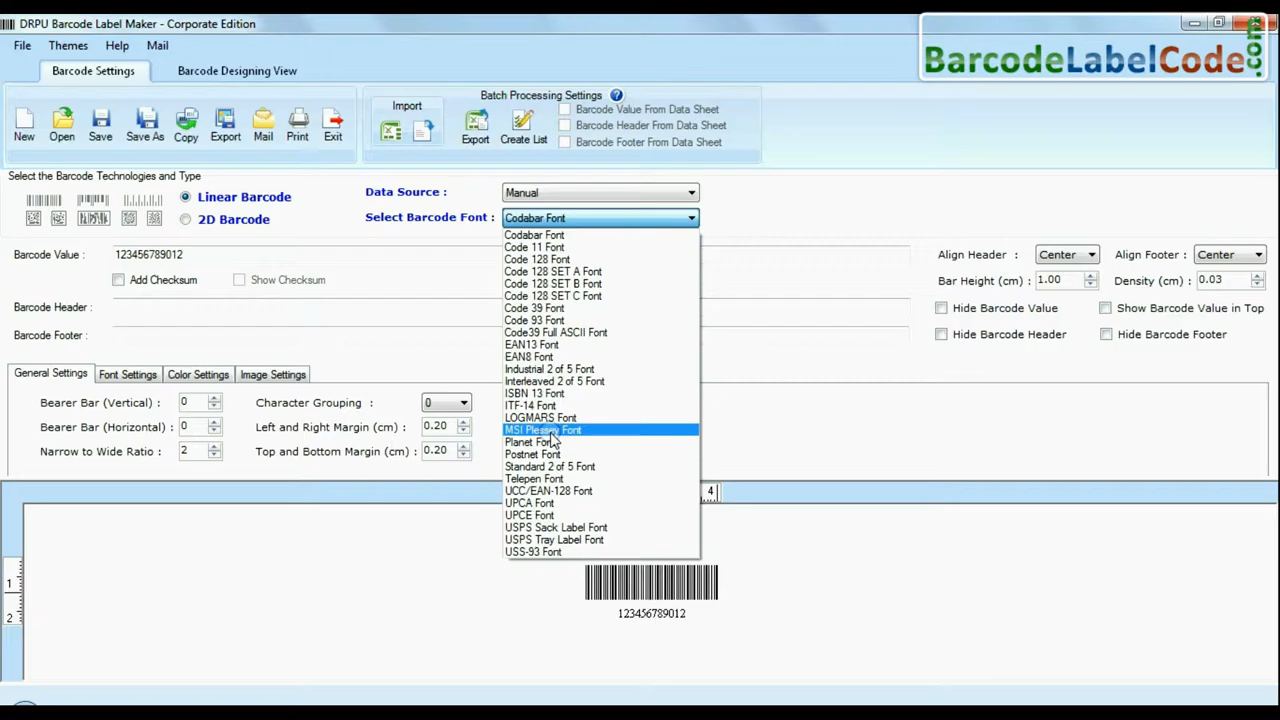 DRPU Barcode Label Maker - Corporate Edition
BarcodeLabelCode.com
File Themes Help Mail
Barcode Settings Barcode Designing View
New Open Save Save As Copy Export Mail Print Exit
Import
Batch Processing Settings ?
Export Create List
Barcode Value From Data Sheet
Barcode Header From Data Sheet
Barcode Footer From Data Sheet
Select the Barcode Technologies and Type
Linear Barcode
2D Barcode
Data Source : Manual
Select Barcode Font : Codabar Font
Barcode Value : 123456789012
Add Checksum Show Checksum
Barcode Header :
Barcode Footer :
Codabar Font
Code 11 Font
Code 128 Font
Code 128 SET A Font
Code 128 SET B Font
Code 128 SET C Font
Code 39 Font
Code 93 Font
Code39 Full ASCII Font
EAN13 Font
EAN8 Font
Industrial 2 of 5 Font
Interleaved 2 of 5 Font
ISBN 13 Font
ITF-14 Font
LOGMARS Font
MSI Plessey Font
Planet Font
Postnet Font
Standard 2 of 5 Font
Telepen Font
UCC/EAN-128 Font
UPCA Font
UPCE Font
USPS Sack Label Font
USPS Tray Label Font
USS-93 Font
Align Header : Center Align Footer : Center
Bar Height (cm) : 1.00 Density (cm) : 0.03
Hide Barcode Value Show Barcode Value in Top
Hide Barcode Header Hide Barcode Footer
General Settings Font Settings Color Settings Image Settings
Bearer Bar (Vertical) : 0 Character Grouping : 0
Bearer Bar (Horizontal) : 0 Left and Right Margin (cm) : 0.20
Narrow to Wide Ratio : 2 Top and Bottom Margin (cm) : 0.20
4
1
2
123456789012